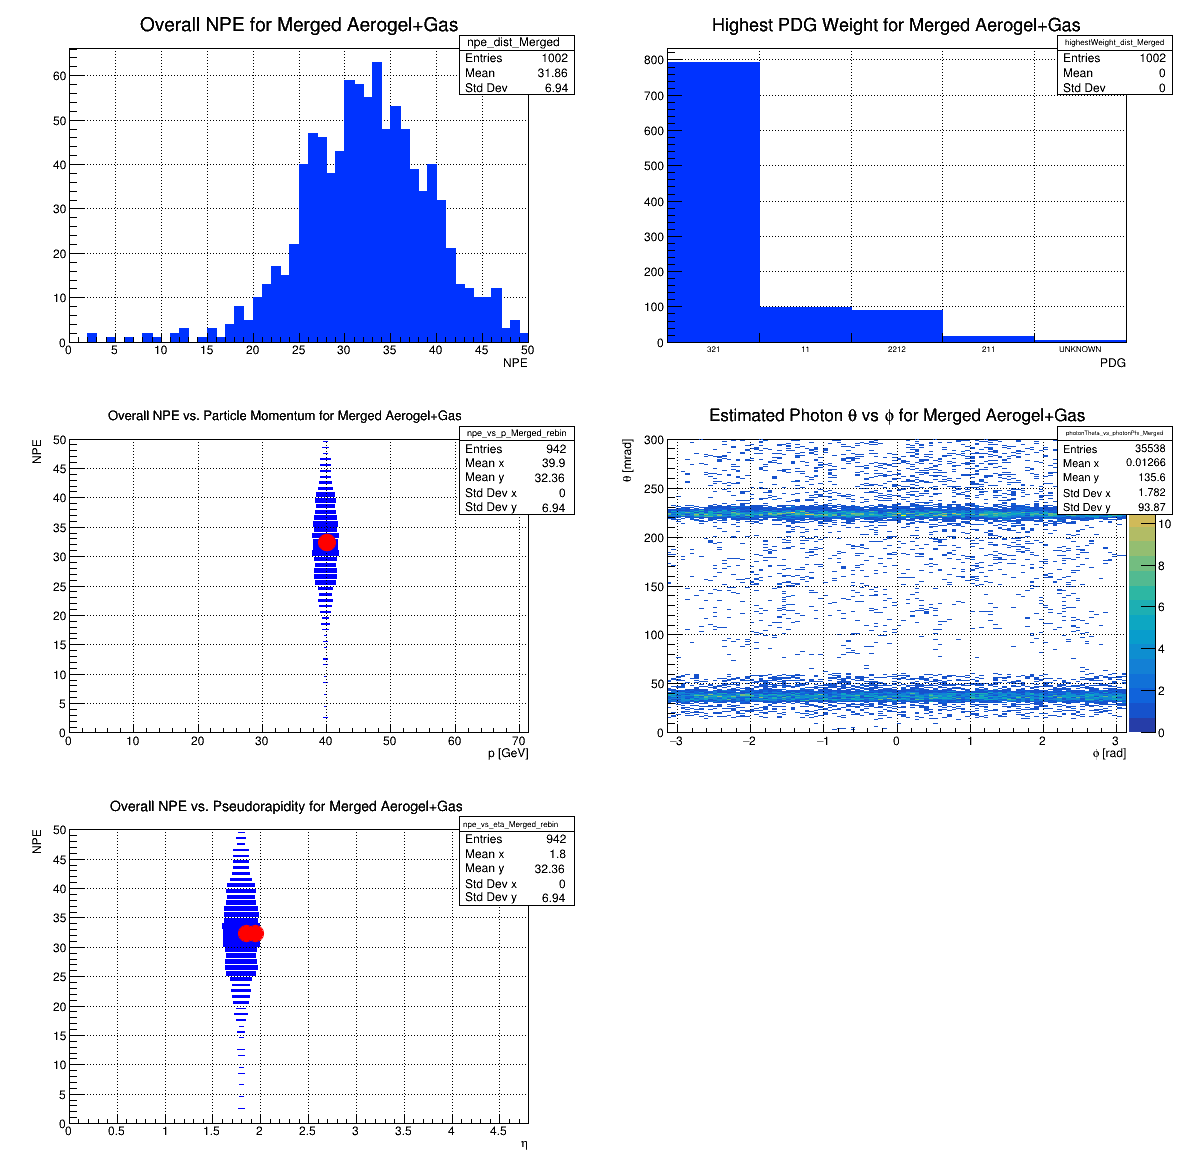 Overall NPE for Merged Aerogel+Gas
npe_dist_Merged
Entries 1002
Mean 31.86
Std Dev 6.94
60
50
40
30
20
10
0
0 5 10 15 20 25 30 35 40 45 50
NPE
Highest PDG Weight for Merged Aerogel+Gas
highestWeight_dist_Merged
Entries 1002
Mean 0
Std Dev 0
800
700
600
500
400
300
200
100
0
321 11 2212 211 UNKNOWN
PDG
Overall NPE vs. Particle Momentum for Merged Aerogel+Gas
npe_vs_p_Merged_rebin
Entries 942
Mean x 39.9
Mean y 32.36
Std Dev x 0
Std Dev y 6.94
NPE
50
45
40
35
30
25
20
15
10
5
0
0 10 20 30 40 50 60 70
p [GeV]
Estimated Photon θ vs ϕ for Merged Aerogel+Gas
photonTheta_vs_photonPhi_Merged
Entries 35538
Mean x 0.01266
Mean y 135.6
Std Dev x 1.782
Std Dev y 93.87
θ [mrad]
300
250
200
150
100
50
0
−3 −2 −1 0 1 2 3
ϕ [rad]
10
8
6
4
2
0
Overall NPE vs. Pseudorapidity for Merged Aerogel+Gas
npe_vs_eta_Merged_rebin
Entries 942
Mean x 1.8
Mean y 32.36
Std Dev x 0
Std Dev y 6.94
NPE
50
45
40
35
30
25
20
15
10
5
0
0 0.5 1 1.5 2 2.5 3 3.5 4 4.5
η